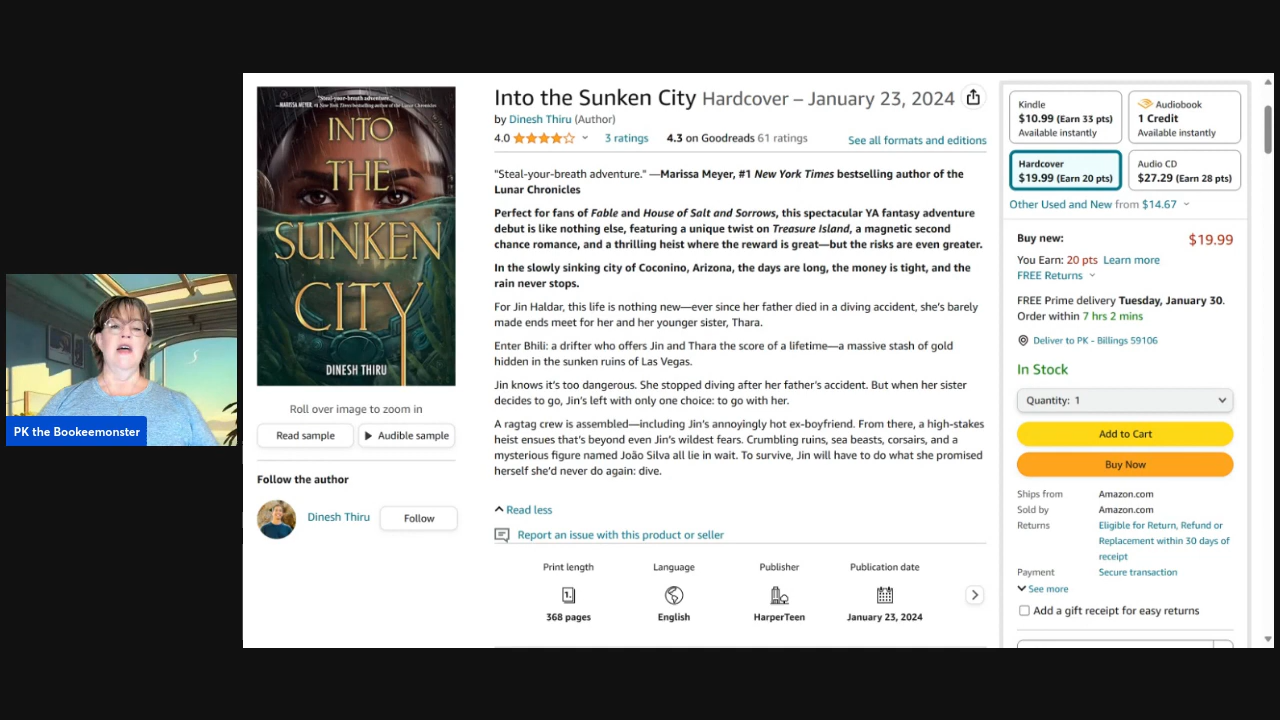 PK the Bookeemonster
"Steal-your-breath adventure."
—MARISSA MEYER, #1 New York Times bestselling author of the Lunar Chronicles
INTO
THE
SUNKEN
CITY
DINESH THIRU
Roll over image to zoom in
Read sample
Audible sample
Follow the author
Dinesh Thiru
Follow
Into the Sunken City Hardcover – January 23, 2024
by Dinesh Thiru (Author)
4.0 3 ratings 4.3 on Goodreads 61 ratings
See all formats and editions
"Steal-your-breath adventure." —Marissa Meyer, #1 New York Times bestselling author of the
Lunar Chronicles
Perfect for fans of Fable and House of Salt and Sorrows, this spectacular YA fantasy adventure
debut is like nothing else, featuring a unique twist on Treasure Island, a magnetic second
chance romance, and a thrilling heist where the reward is great—but the risks are even greater.
In the slowly sinking city of Coconino, Arizona, the days are long, the money is tight, and the
rain never stops.
For Jin Haldar, this life is nothing new—ever since her father died in a diving accident, she's barely
made ends meet for her and her younger sister, Thara.
Enter Bhili: a drifter who offers Jin and Thara the score of a lifetime—a massive stash of gold
hidden in the sunken ruins of Las Vegas.
Jin knows it's too dangerous. She stopped diving after her father's accident. But when her sister
decides to go, Jin's left with only one choice: to go with her.
A ragtag crew is assembled—including Jin's annoyingly hot ex-boyfriend. From there, a high-stakes
heist ensues that's beyond even Jin's wildest fears. Crumbling ruins, sea beasts, corsairs, and a
mysterious figure named João Silva all lie in wait. To survive, Jin will have to do what she promised
herself she'd never do again: dive.
Read less
Report an issue with this product or seller
Print length
368 pages
Language
English
Publisher
HarperTeen
Publication date
January 23, 2024
Kindle
$10.99 (Earn 33 pts)
Available instantly
Audiobook
1 Credit
Available instantly
Hardcover
$19.99 (Earn 20 pts)
Audio CD
$27.29 (Earn 28 pts)
Other Used and New from $14.67
Buy new: $19.99
You Earn: 20 pts Learn more
FREE Returns
FREE Prime delivery Tuesday, January 30.
Order within 7 hrs 2 mins
Deliver to PK - Billings 59106
In Stock
Quantity: 1
Add to Cart
Buy Now
Ships from Amazon.com
Sold by Amazon.com
Returns Eligible for Return, Refund or
Replacement within 30 days of
receipt
Payment Secure transaction
See more
Add a gift receipt for easy returns